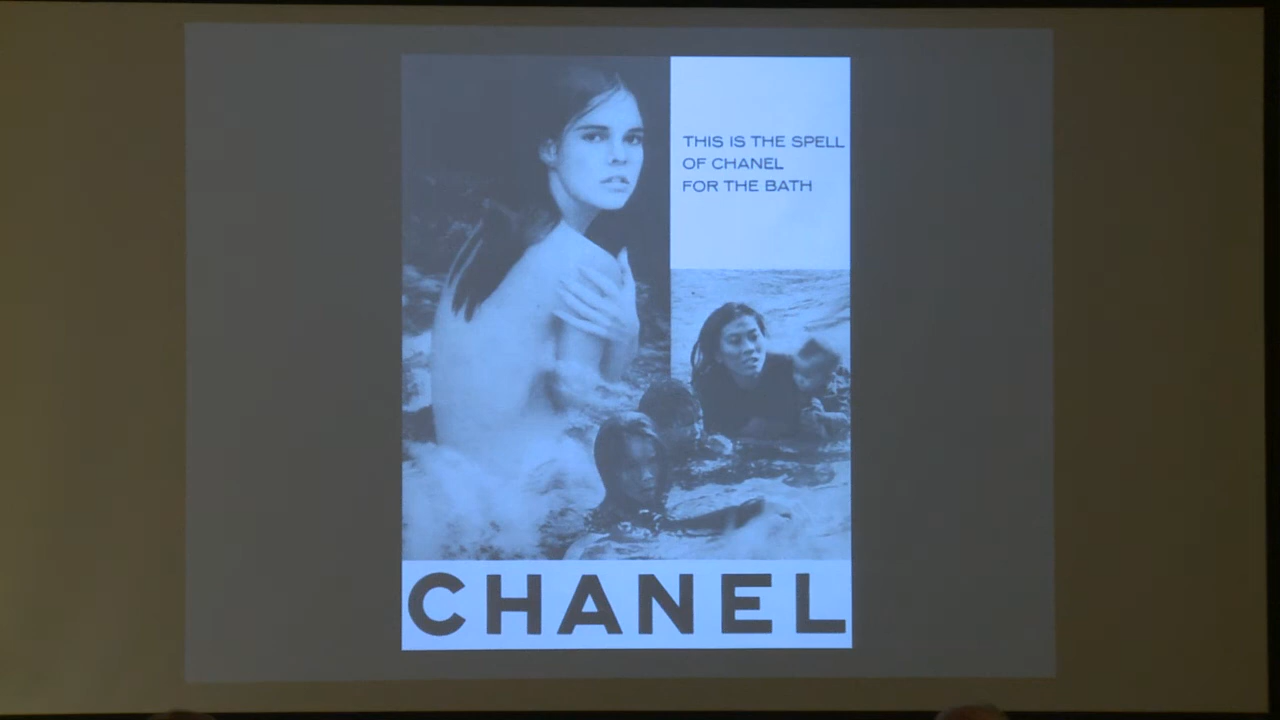 THIS IS THE SPELL
OF CHANEL
FOR THE BATH
CHANEL